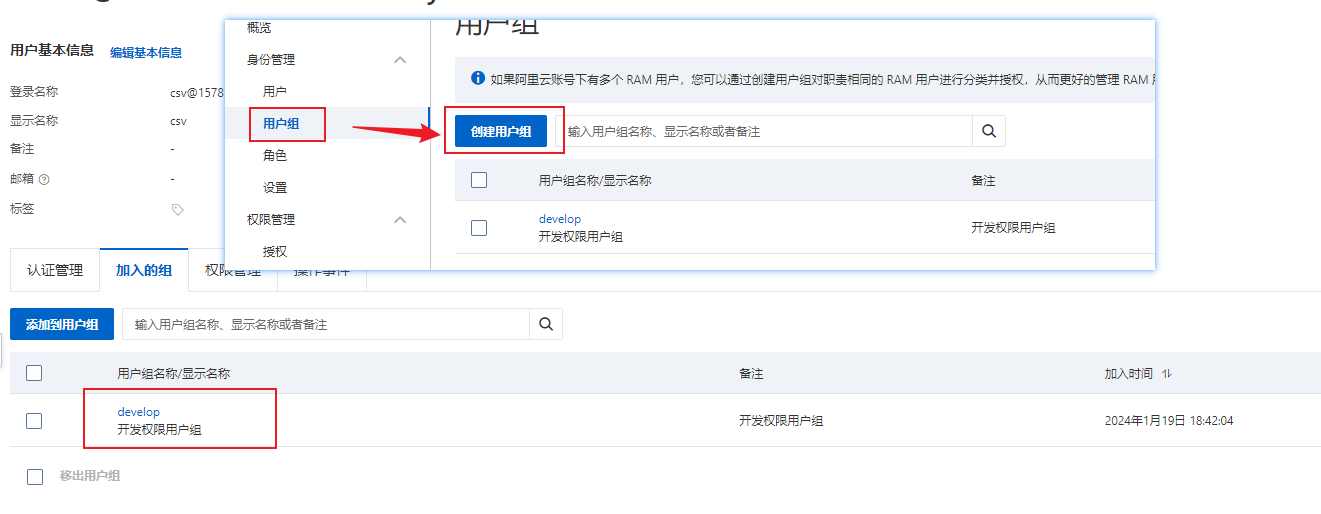 用户基本信息 编辑基本信息
登录名称 csv@1578
显示名称 csv
备注 -
邮箱 -
标签
概览
身份管理
用户
用户组
角色
设置
权限管理
授权
用户组
如果阿里云账号下有多个 RAM 用户，您可以通过创建用户组对职责相同的 RAM 用户进行分类并授权，从而更好的管理 RAM
创建用户组 输入用户组名称、显示名称或者备注
用户组名称/显示名称 备注
develop
开发权限用户组 开发权限用户组
认证管理 加入的组 权限管理 操作事件
添加到用户组 输入用户组名称、显示名称或者备注
用户组名称/显示名称 备注 加入时间
develop
开发权限用户组 开发权限用户组 2024年1月19日 18:42:04
移出用户组